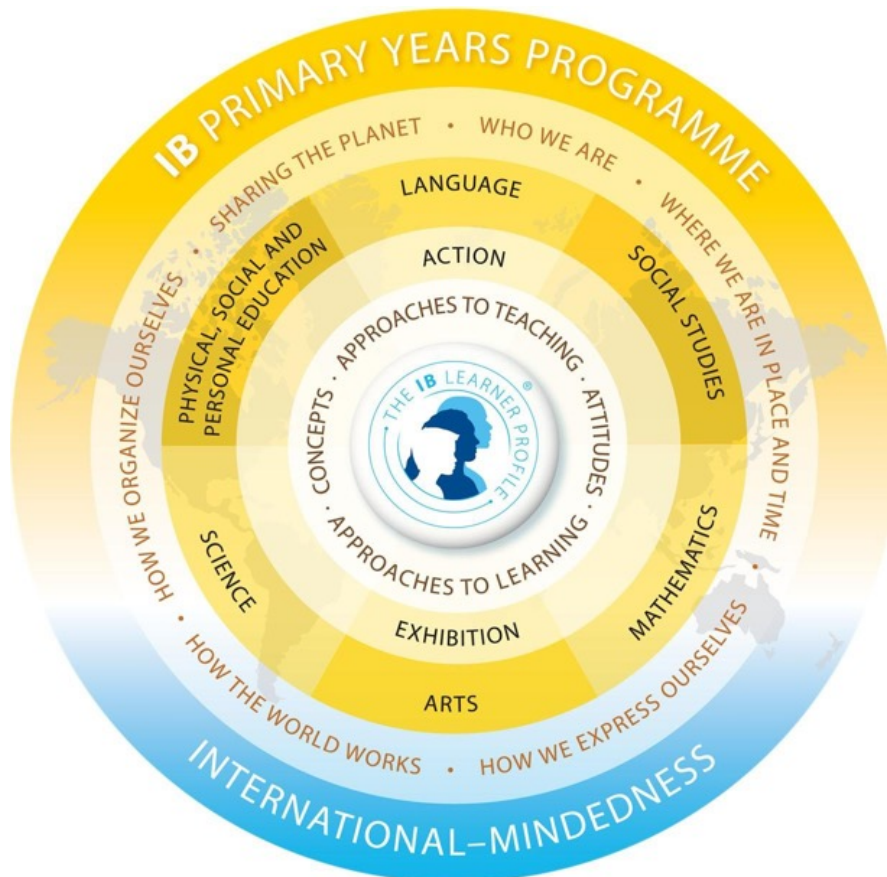 IB PRIMARY YEARS PROGRAMME
SHARING THE PLANET • WHO WE ARE • WHERE WE ARE IN PLACE AND TIME • HOW WE EXPRESS OURSELVES • HOW THE WORLD WORKS • HOW WE ORGANIZE OURSELVES •
LANGUAGE
SOCIAL STUDIES
MATHEMATICS
ARTS
SCIENCE
PHYSICAL, SOCIAL AND
PERSONAL EDUCATION
ACTION
EXHIBITION
APPROACHES TO TEACHING · ATTITUDES · APPROACHES TO LEARNING · CONCEPTS ·
• THE IB LEARNER PROFILE • ®
INTERNATIONAL–MINDEDNESS